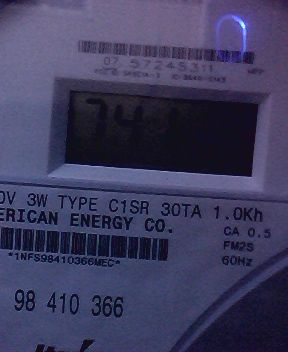 07 57245311
741
0V 3W TYPE C1SR 30TA 1.0Kh
ERICAN ENERGY CO.
CA 0.5
FM2S
60Hz
*1NFS98410366MEC*
98 410 366